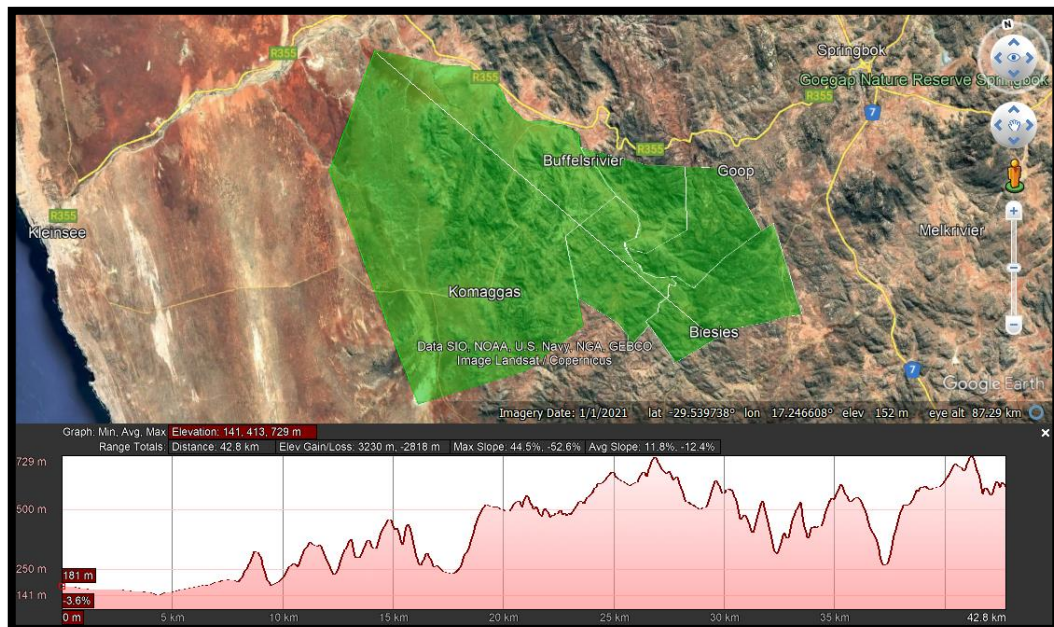 N
R355
Springbok
Goegap Nature Reserve Springbok
R355
R355
7
Buffelsrivier
R355
Goop
R355
Kleinsee
Melkrivier
Komaggas
Biesies
Data SIO, NOAA, U.S. Navy, NGA, GEBCO
Image Landsat / Copernicus
7
Google Earth
Imagery Date: 1/1/2021 lat -29.539738° lon 17.246608° elev 152 m eye alt 87.29 km
Graph: Min, Avg, Max Elevation: 141, 413, 729 m
Range Totals: Distance: 42.8 km Elev Gain/Loss: 3230 m, -2818 m Max Slope: 44.5%, -52.6% Avg Slope: 11.8%, -12.4%
729 m
500 m
250 m
181 m
141 m
-3.6%
0 m 5 km 10 km 15 km 20 km 25 km 30 km 35 km 42.8 km